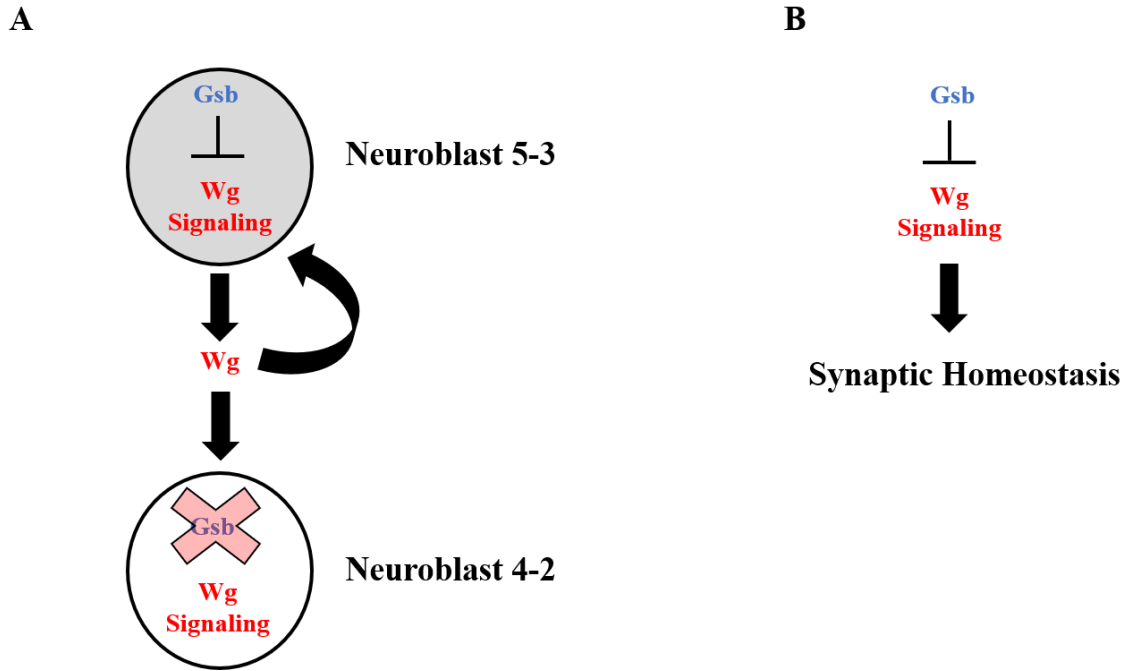 A
Gsb
Wg
Signaling
Neuroblast 5-3
Wg
Gsb
Wg
Signaling
Neuroblast 4-2
B
Gsb
Wg
Signaling
Synaptic Homeostasis